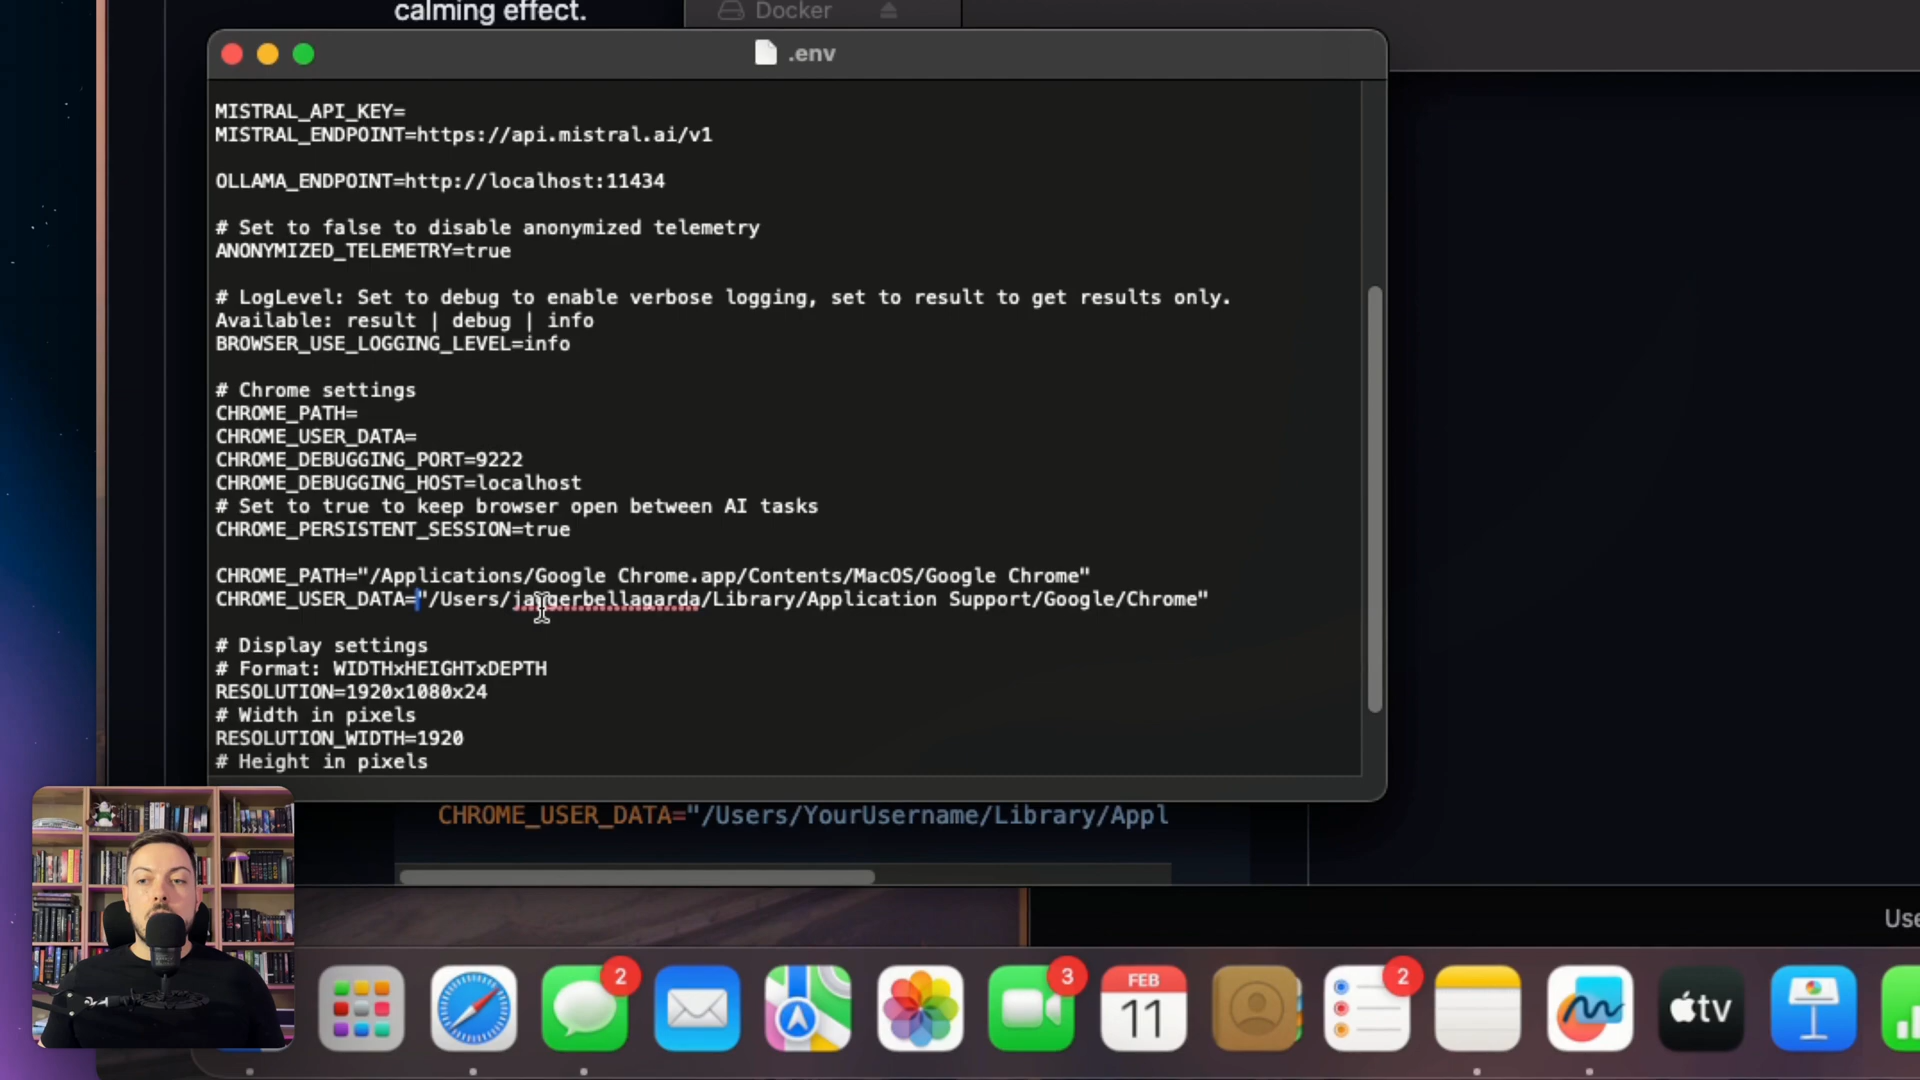 calming effect.
Docker
.env
MISTRAL_API_KEY=
MISTRAL_ENDPOINT=https://api.mistral.ai/v1
OLLAMA_ENDPOINT=http://localhost:11434
# Set to false to disable anonymized telemetry
ANONYMIZED_TELEMETRY=true
# LogLevel: Set to debug to enable verbose logging, set to result to get results only.
Available: result | debug | info
BROWSER_USE_LOGGING_LEVEL=info
# Chrome settings
CHROME_PATH=
CHROME_USER_DATA=
CHROME_DEBUGGING_PORT=9222
CHROME_DEBUGGING_HOST=localhost
# Set to true to keep browser open between AI tasks
CHROME_PERSISTENT_SESSION=true
CHROME_PATH="/Applications/Google Chrome.app/Contents/MacOS/Google Chrome"
CHROME_USER_DATA="/Users/ja gerbellagarda/Library/Application Support/Google/Chrome"
# Display settings
# Format: WIDTHxHEIGHTxDEPTH
RESOLUTION=1920x1080x24
# Width in pixels
RESOLUTION_WIDTH=1920
# Height in pixels
CHROME_USER_DATA="/Users/YourUsername/Library/Appl
Use
2
3
FEB
11
2
tv